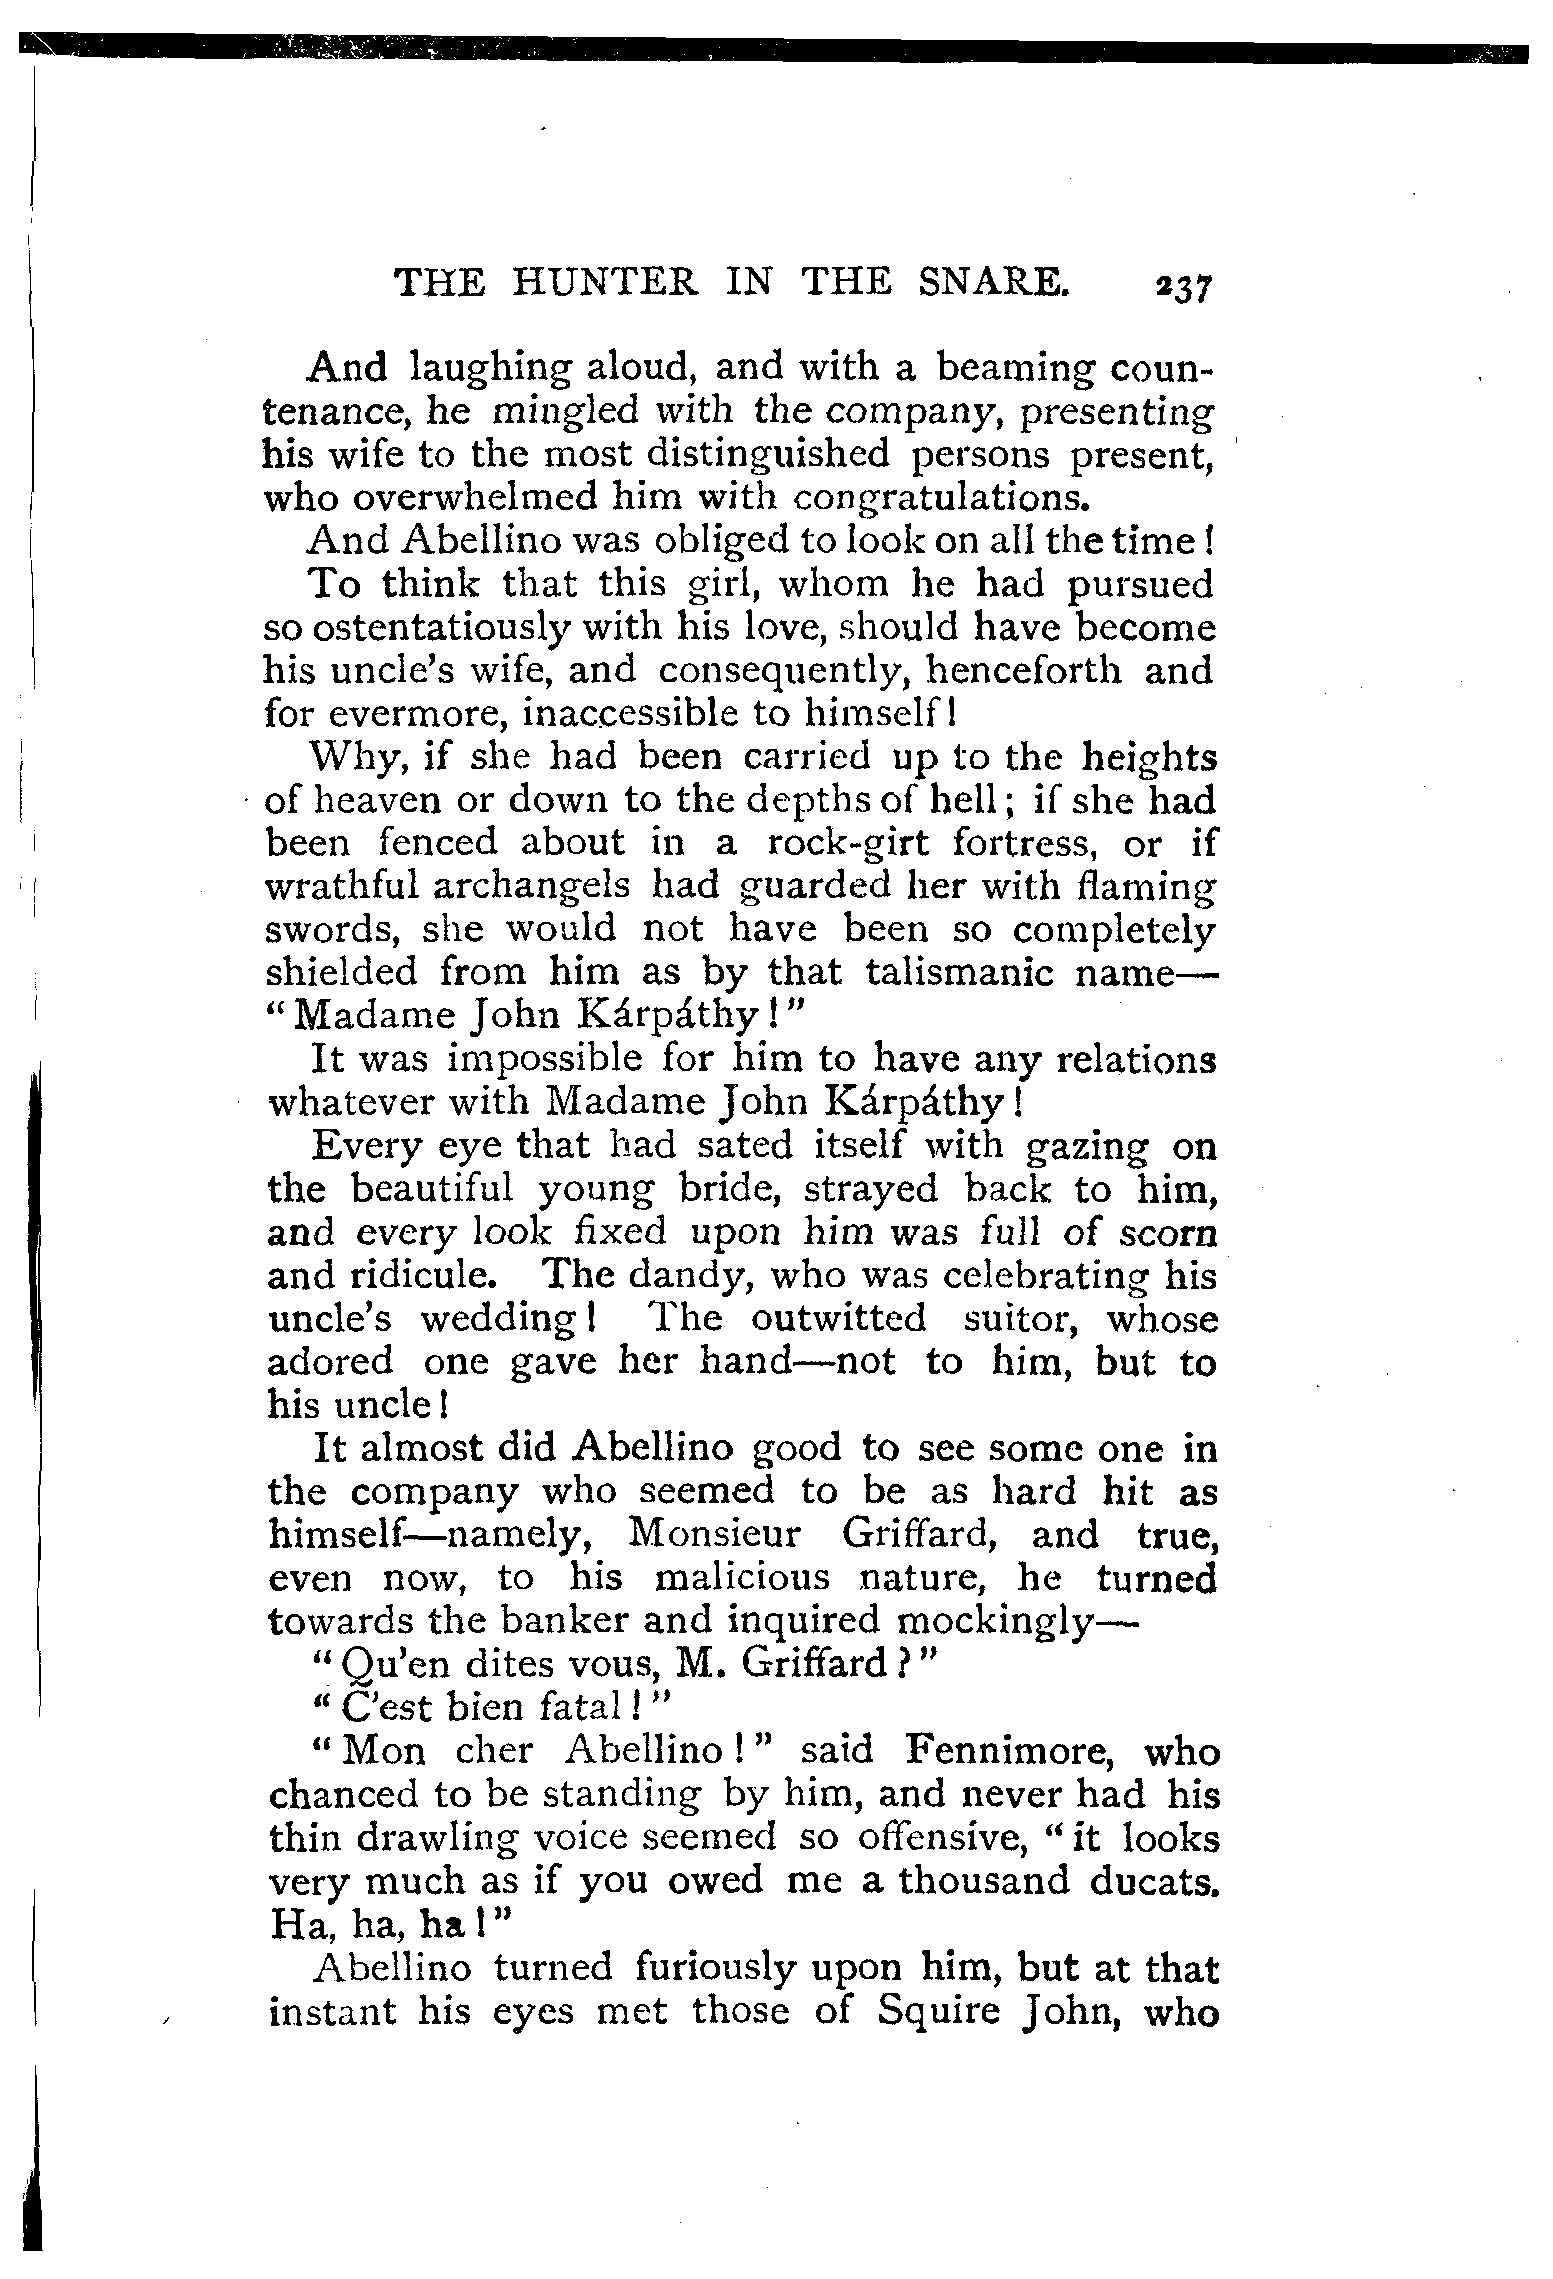 THE HUNTER IN THE SNARE. 237
And laughing aloud, and with a beaming coun-
tenance, he mingled with the company, presenting
his wife to the most distinguished persons present,
who overwhelmed him with congratulations.
And Abellino was obliged to look on all the time!
To think that this girl, whom he had pursued
so ostentatiously with his love, should have become
his uncle's wife, and consequently, henceforth and
for evermore, inaccessible to himself!
Why, if she had been carried up to the heights
of heaven or down to the depths of hell; if she had
been fenced about in a rock-girt fortress, or if
wrathful archangels had guarded her with flaming
swords, she would not have been so completely
shielded from him as by that talismanic name—
"Madame John Kárpáthy!"
It was impossible for him to have any relations
whatever with Madame John Kárpáthy!
Every eye that had sated itself with gazing on
the beautiful young bride, strayed back to him,
and every look fixed upon him was full of scorn
and ridicule. The dandy, who was celebrating his
uncle's wedding! The outwitted suitor, whose
adored one gave her hand—not to him, but to
his uncle!
It almost did Abellino good to see some one in
the company who seemed to be as hard hit as
himself—namely, Monsieur Griffard, and true,
even now, to his malicious nature, he turned
towards the banker and inquired mockingly—
"Qu'en dites vous, M. Griffard?"
"C'est bien fatal!"
"Mon cher Abellino!" said Fennimore, who
chanced to be standing by him, and never had his
thin drawling voice seemed so offensive, "it looks
very much as if you owed me a thousand ducats.
Ha, ha, ha!"
Abellino turned furiously upon him, but at that
instant his eyes met those of Squire John, who